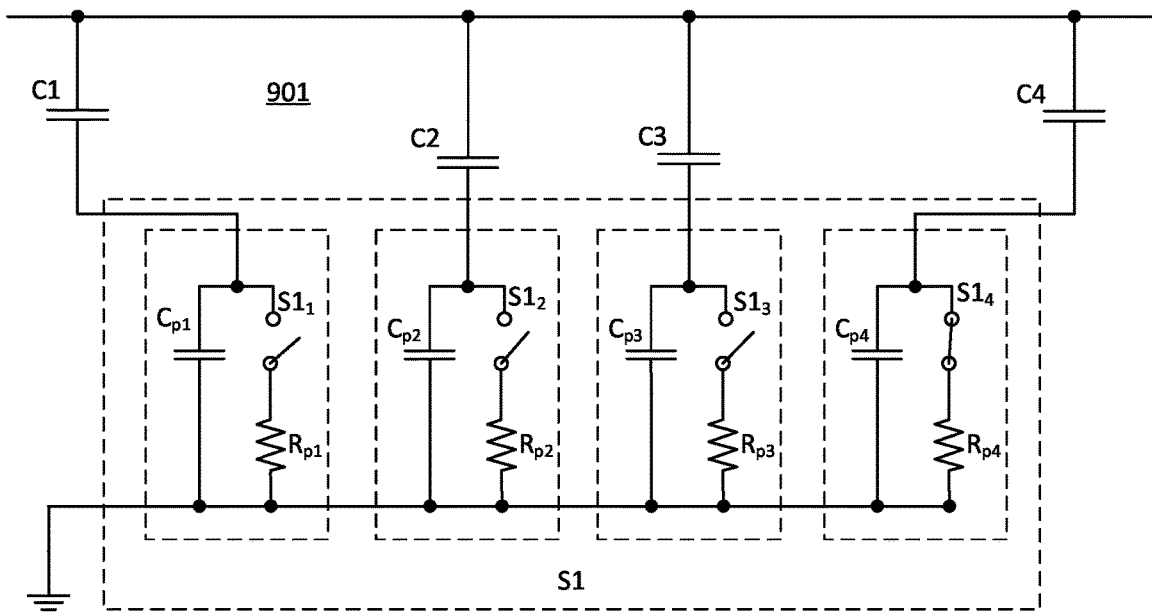 C1
901
C4
C2
C3
S1₁
S1₂
S1₃
S1₄
Cp1
Cp2
Cp3
Cp4
Rp1
Rp2
Rp3
Rp4
S1